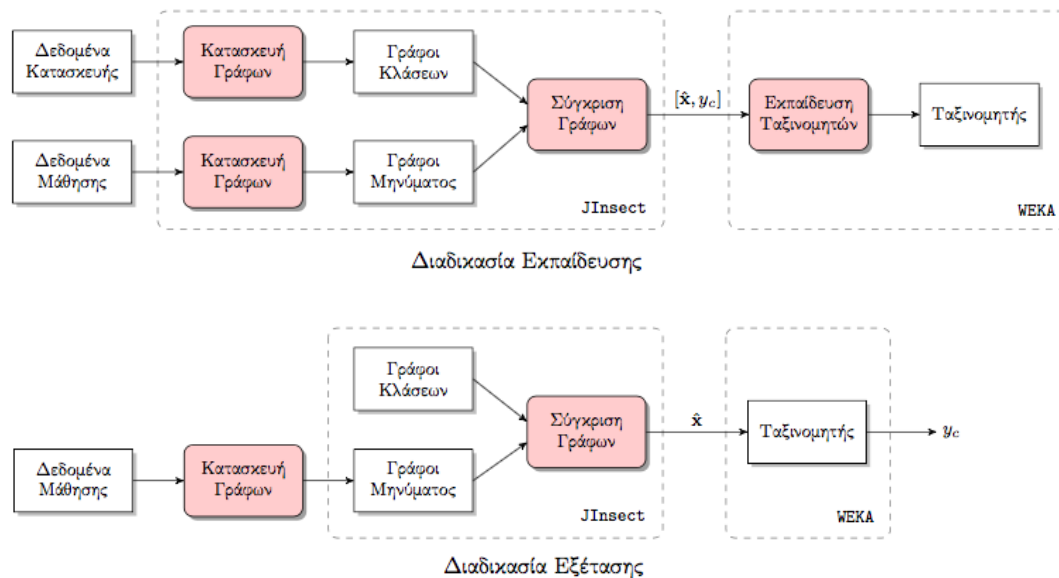 Δεδομένα
Κατασκευής
Κατασκευή
Γράφων
Γράφοι
Κλάσεων
Δεδομένα
Μάθησης
Κατασκευή
Γράφων
Γράφοι
Μηνύματος
Σύγκριση
Γράφων
[x̂, y_c]
Εκπαίδευση
Ταξινομητών
Ταξινομητής
JInsect
WEKA
Διαδικασία Εκπαίδευσης
Γράφοι
Κλάσεων
Δεδομένα
Μάθησης
Κατασκευή
Γράφων
Γράφοι
Μηνύματος
Σύγκριση
Γράφων
x̂
Ταξινομητής
y_c
JInsect
WEKA
Διαδικασία Εξέτασης